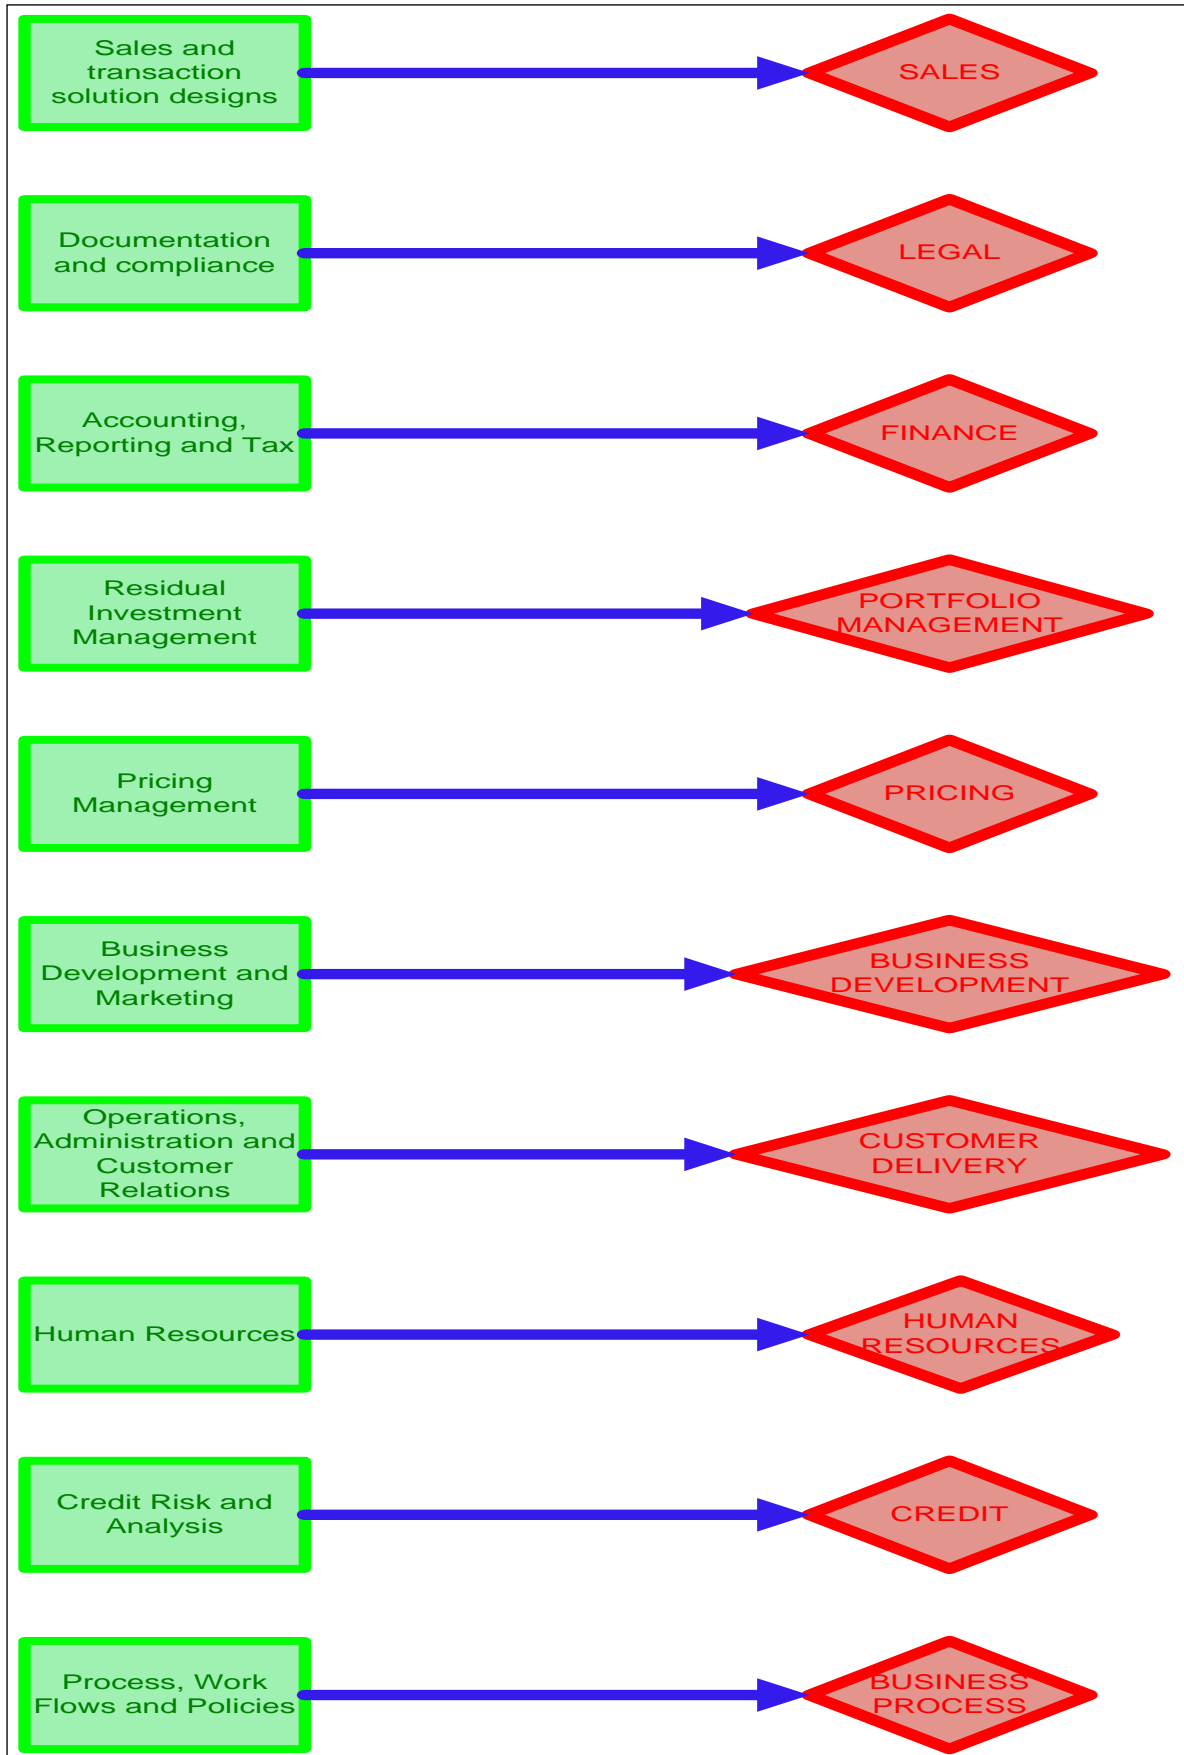 Sales and
transaction
solution designs
SALES
Documentation
and compliance
LEGAL
Accounting,
Reporting and Tax
FINANCE
Residual
Investment
Management
PORTFOLIO
MANAGEMENT
Pricing
Management
PRICING
Business
Development and
Marketing
BUSINESS
DEVELOPMENT
Operations,
Administration and
Customer
Relations
CUSTOMER
DELIVERY
Human Resources
HUMAN
RESOURCES
Credit Risk and
Analysis
CREDIT
Process, Work
Flows and Policies
BUSINESS
PROCESS